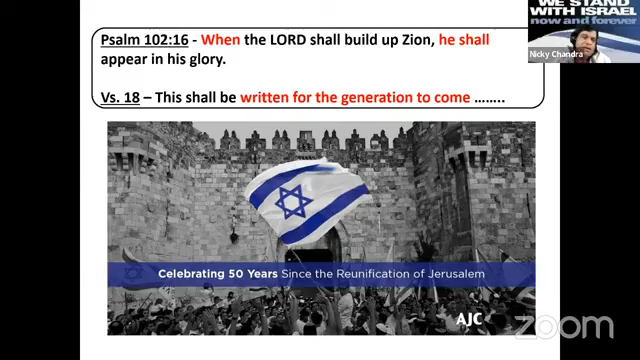 Psalm 102:16 - When the LORD shall build up Zion, he shall
appear in his glory.
Vs. 18 – This shall be written for the generation to come ........
WE STAND
WITH ISRAEL
now and forever
Nicky Chandra
Celebrating 50 Years Since the Reunification of Jerusalem
AJC
zoom